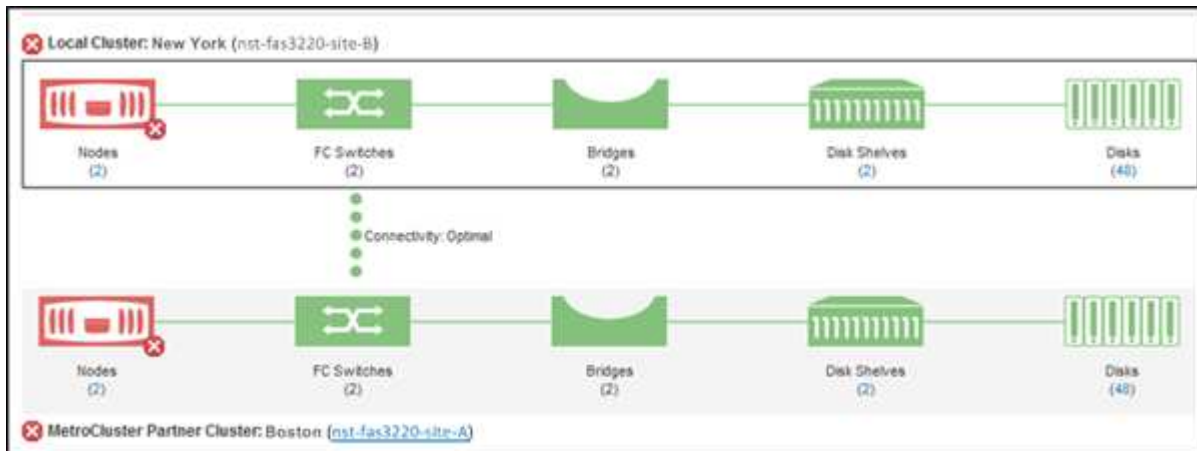 Local Cluster: New York (nst-fas3220-site-B)
Nodes FC Switches Bridges Disk Shelves Disks
(2) (2) (2) (2) (48)
Connectivity: Optimal
Nodes FC Switches Bridges Disk Shelves Disks
(2) (2) (2) (2) (48)
MetroCluster Partner Cluster: Boston (nst-fas3220-site-A)